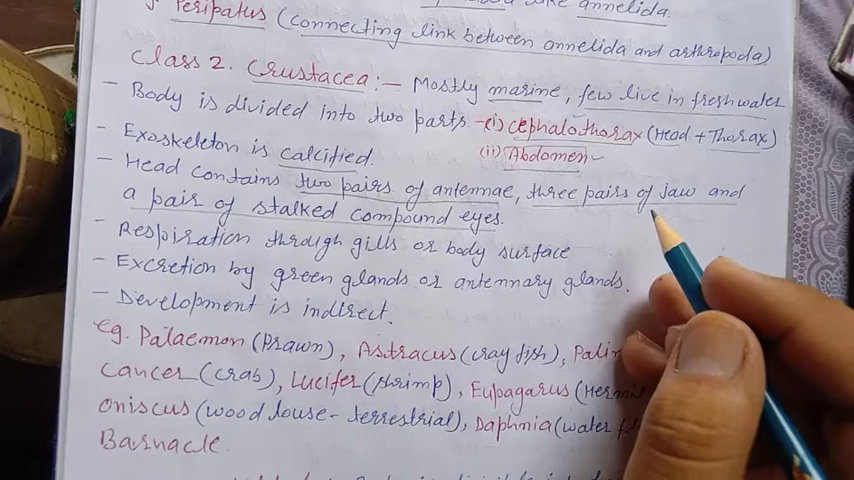 Peripatus (connecting link between annelida and arthropoda)
annelida.
Class 2. Crustacea :- Mostly marine, few live in freshwater
- Body is divided into two parts - (i) cephalothorax (Head + Thorax)
(ii) Abdomen
- Exoskeleton is calcified.
- Head contains two pairs of antennae, three pairs of jaw and
a pair of stalked compound eyes.
- Respiration through gills or body surface
- Excretion by green glands or antennary glands.
- Development is indirect.
eg. Palaemon (Prawn), Astracus (cray fish),
Cancer (crab), Lucifer (shrimp), Eupagarus
Oniscus (wood louse - terrestrial), Daphnia (water
Barnacle.